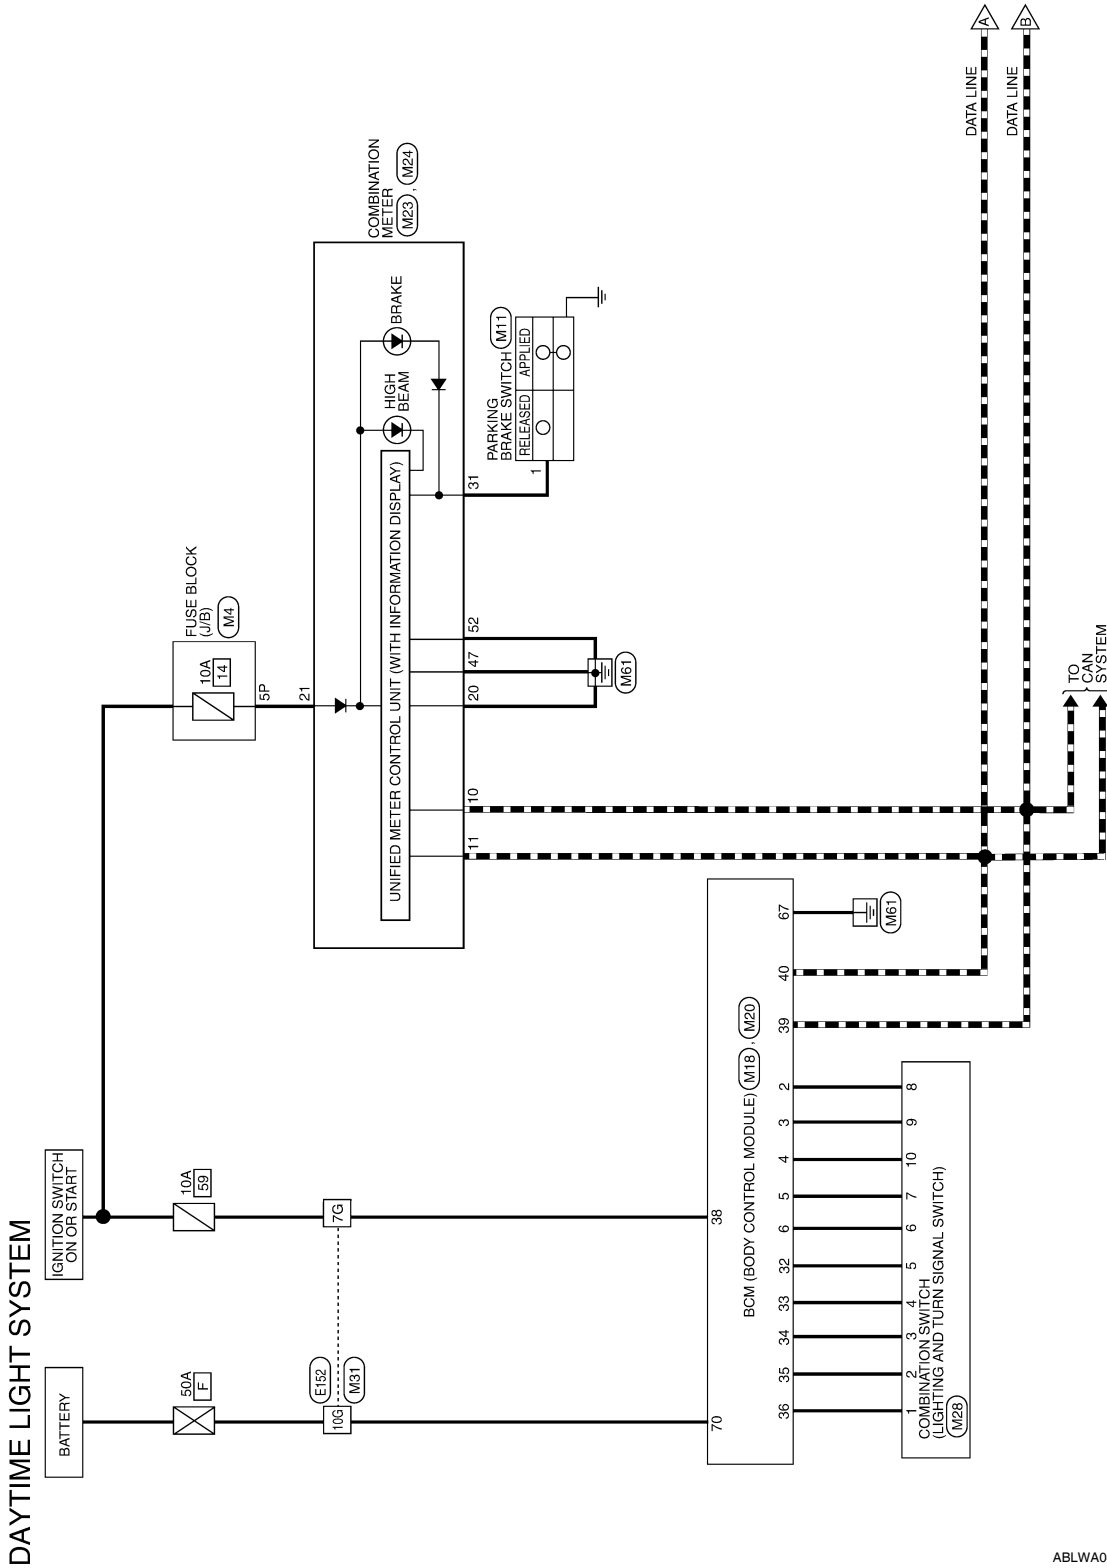 DAYTIME LIGHT SYSTEM
BATTERY
50A
F
10G
E152
M31
70
IGNITION SWITCH
ON OR START
10A
59
7G
38
FUSE BLOCK
(J/B)
M4
10A
14
5P
21
COMBINATION
METER
M23 , M24
BRAKE
HIGH
BEAM
UNIFIED METER CONTROL UNIT (WITH INFORMATION DISPLAY)
11
10
20
47
52
31
M61
PARKING
BRAKE SWITCH
M11
RELEASED
APPLIED
1
BCM (BODY CONTROL MODULE) M18 , M20
36
35
34
33
32
6
5
4
3
2
39
40
67
M61
1
2
3
4
5
6
7
10
9
8
COMBINATION SWITCH
(LIGHTING AND TURN SIGNAL SWITCH)
M28
DATA LINE
A
DATA LINE
B
TO
CAN
SYSTEM
ABLWA0